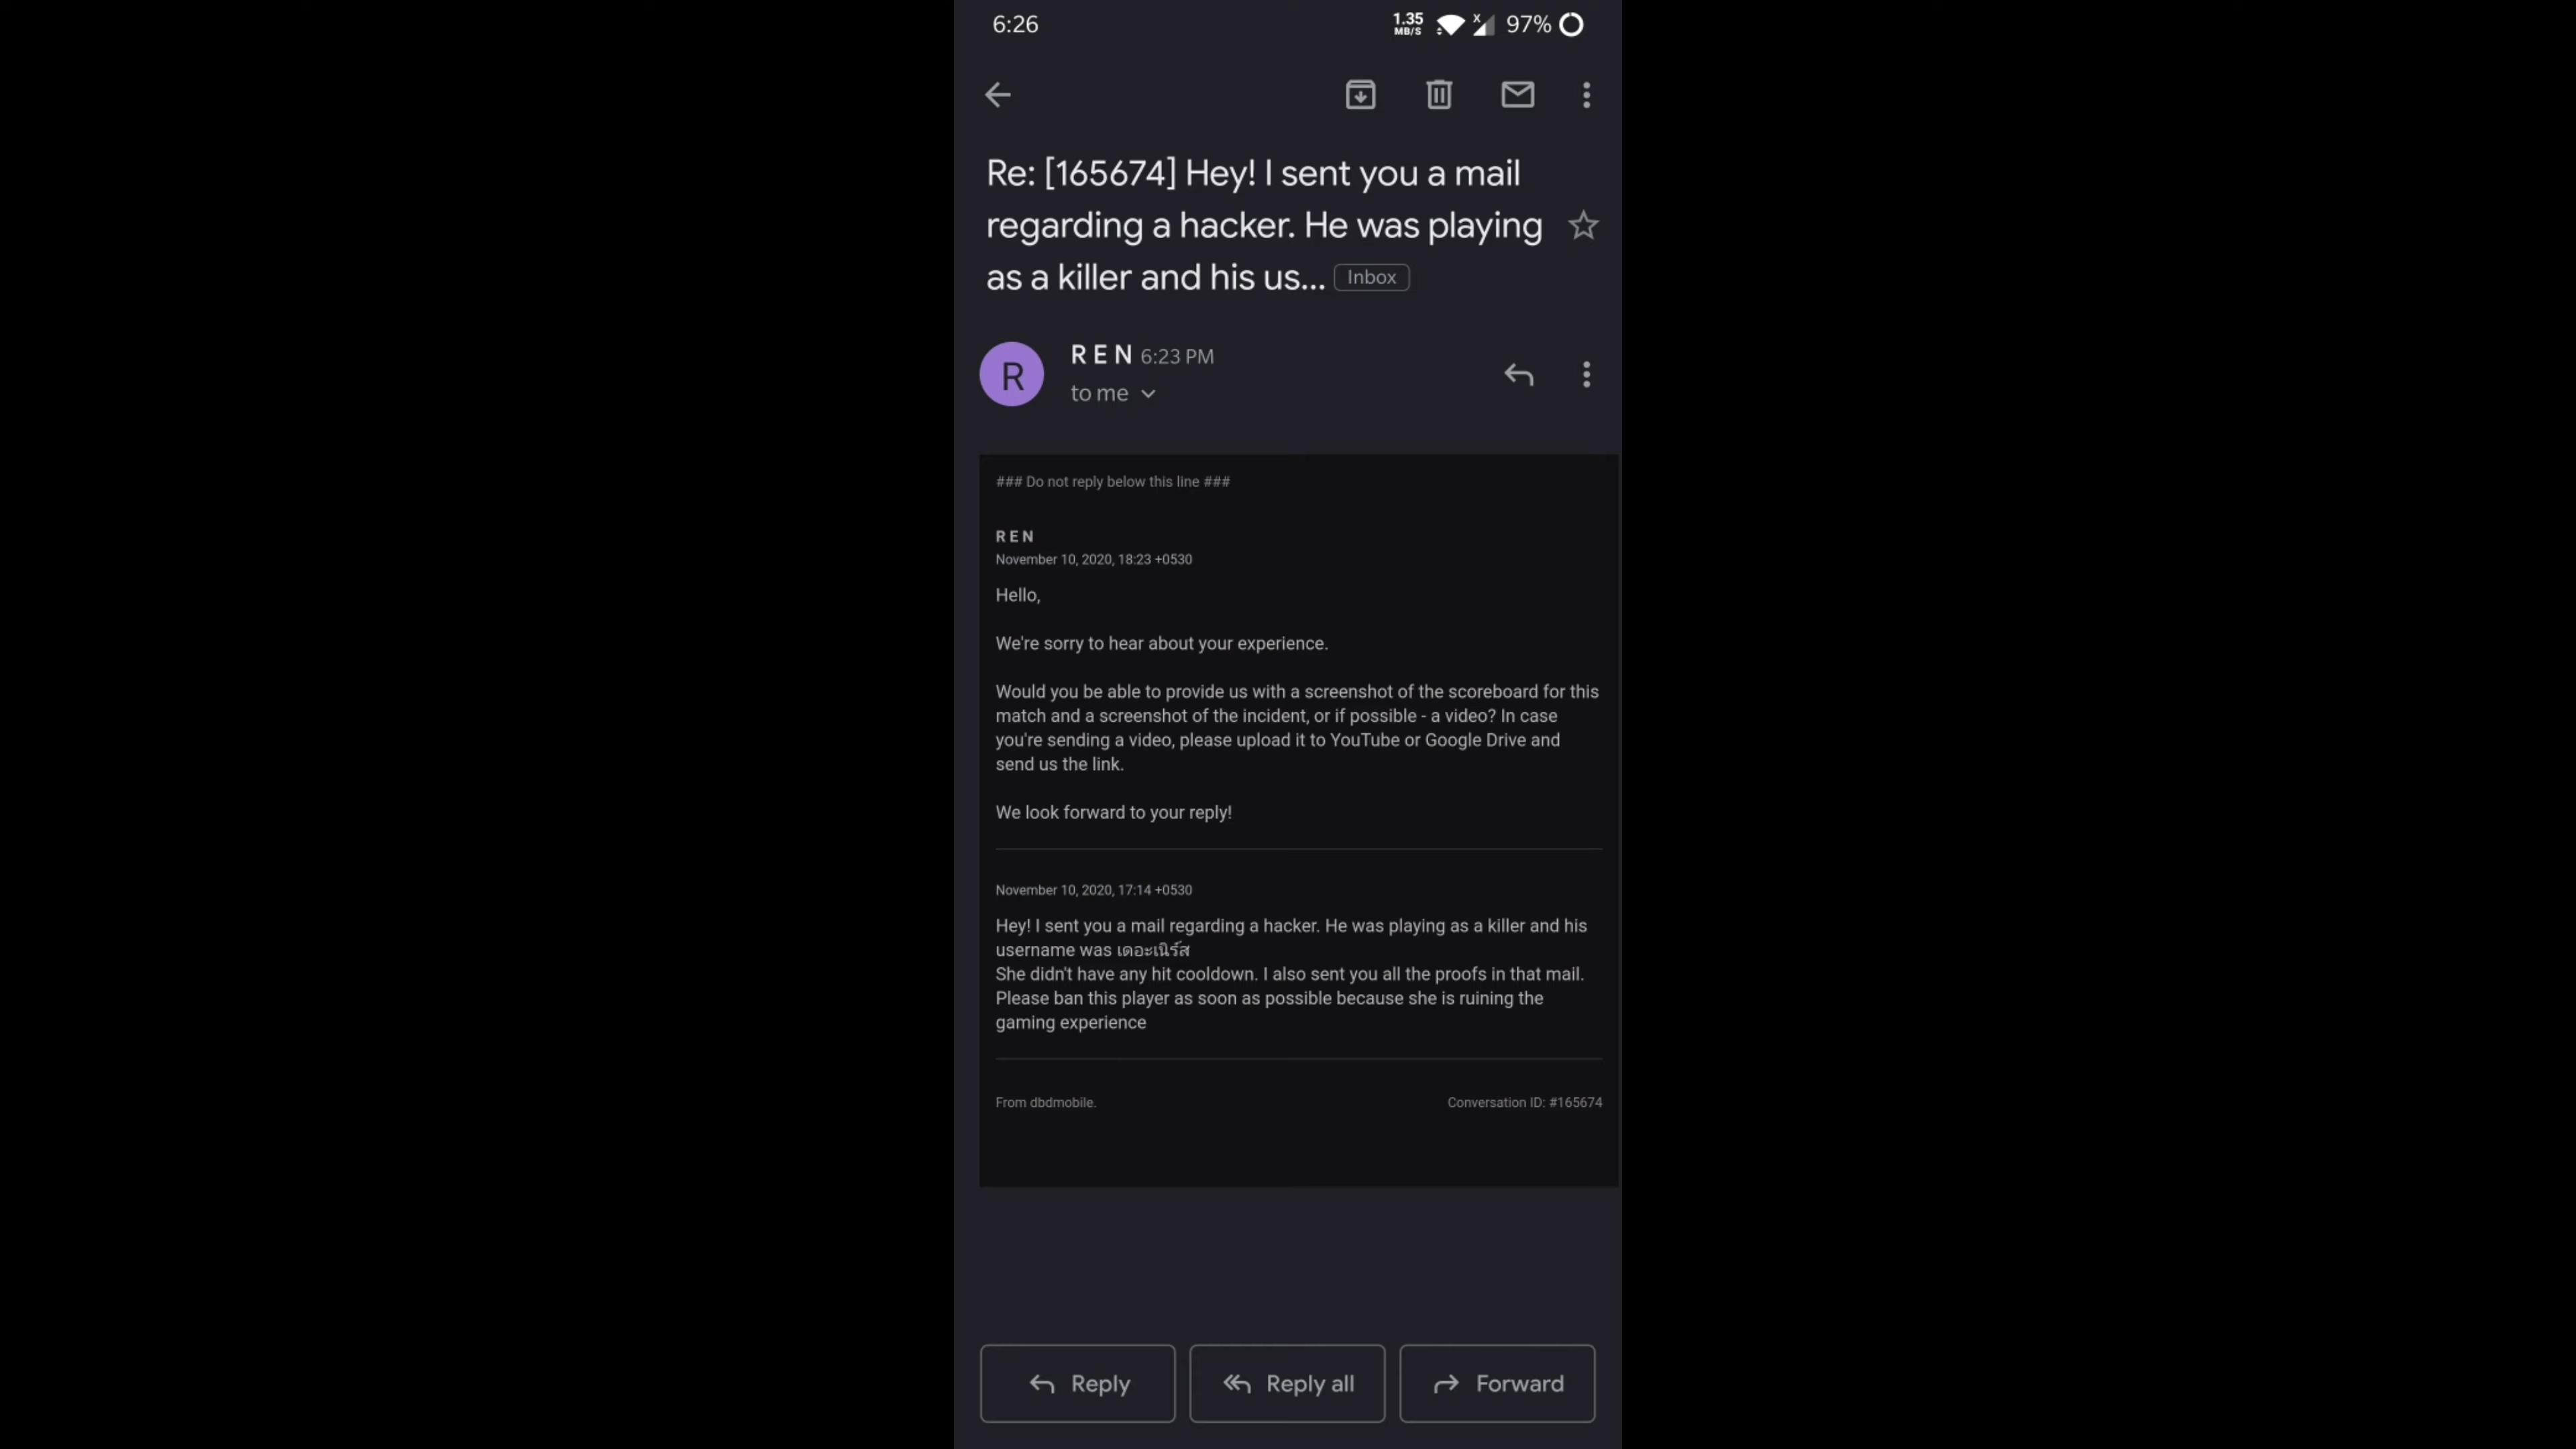 6:26
1.35
MB/S
x
97%
Re: [165674] Hey! I sent you a mail
regarding a hacker. He was playing
as a killer and his us... Inbox
R
R E N 6:23 PM
to me
### Do not reply below this line ###
R E N
November 10, 2020, 18:23 +0530
Hello,
We're sorry to hear about your experience.
Would you be able to provide us with a screenshot of the scoreboard for this
match and a screenshot of the incident, or if possible - a video? In case
you're sending a video, please upload it to YouTube or Google Drive and
send us the link.
We look forward to your reply!
November 10, 2020, 17:14 +0530
Hey! I sent you a mail regarding a hacker. He was playing as a killer and his
username was เดอะเนิร์ส
She didn't have any hit cooldown. I also sent you all the proofs in that mail.
Please ban this player as soon as possible because she is ruining the
gaming experience
From dbdmobile. Conversation ID: #165674
Reply Reply all Forward